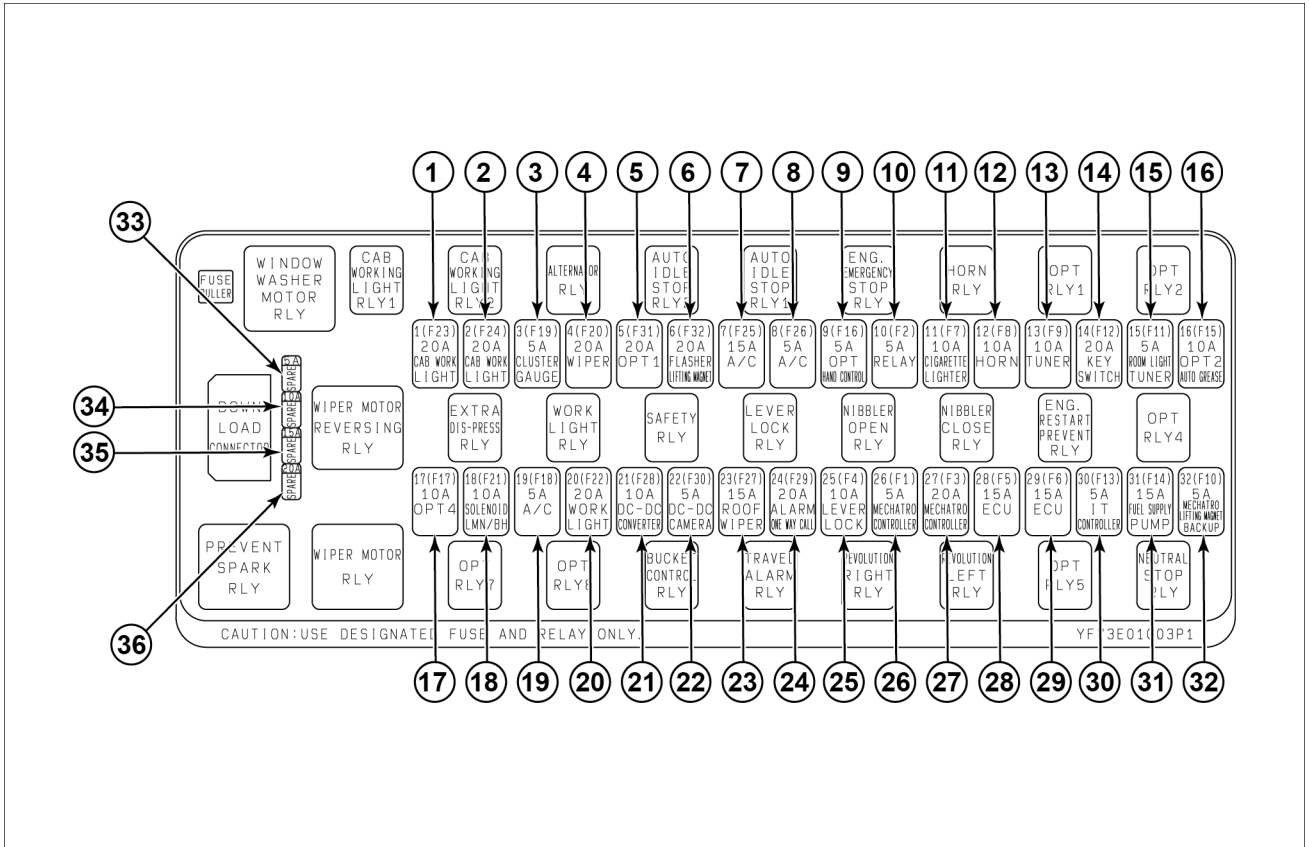 1 2 3 4 5 6 7 8 9 10 11 12 13 14 15 16
33
FUSE
PULLER
WINDOW
WASHER
MOTOR
RLY
CAB
WORKING
LIGHT
RLY1
CAB
WORKING
LIGHT
RLY2
ALTERNATOR
RLY
AUTO
IDLE
STOP
RLY2
AUTO
IDLE
STOP
RLY1
ENG.
EMERGENCY
STOP
RLY
HORN
RLY
OPT
RLY1
OPT
RLY2
1(F23)
20A
CAB WORK
LIGHT
2(F24)
20A
CAB WORK
LIGHT
3(F19)
5A
CLUSTER
GAUGE
4(F20)
20A
WIPER
5(F31)
20A
OPT1
6(F32)
20A
FLASHER
LIFTING MAGNET
7(F25)
15A
A/C
8(F26)
5A
A/C
9(F16)
5A
OPT
HAND CONTROL
10(F2)
5A
RELAY
11(F7)
10A
CIGARETTE
LIGHTER
12(F8)
10A
HORN
13(F9)
10A
TUNER
14(F12)
20A
KEY
SWITCH
15(F11)
5A
ROOM LIGHT
TUNER
16(F15)
10A
OPT2
AUTO GREASE
34
35
36
5A
SPARE
10A
SPARE
15A
SPARE
20A
SPARE
DOWN
LOAD
CONNECTOR
WIPER MOTOR
REVERSING
RLY
EXTRA
DIS-PRESS
RLY
WORK
LIGHT
RLY
SAFETY
RLY
LEVER
LOCK
RLY
NIBBLER
OPEN
RLY
NIBBLER
CLOSE
RLY
ENG.
RESTART
PREVENT
RLY
OPT
RLY4
17(F17)
10A
OPT4
18(F21)
10A
SOLENOID
LMN/BH
19(F18)
5A
A/C
20(F22)
20A
WORK
LIGHT
21(F28)
10A
DC-DC
CONVERTER
22(F30)
5A
DC-DC
CAMERA
23(F27)
15A
ROOF
WIPER
24(F29)
20A
ALARM
ONE WAY CALL
25(F4)
10A
LEVER
LOCK
26(F1)
5A
MECHATRO
CONTROLLER
27(F3)
20A
MECHATRO
CONTROLLER
28(F5)
15A
ECU
29(F6)
15A
ECU
30(F13)
5A
IT
CONTROLLER
31(F14)
15A
FUEL SUPPLY
PUMP
32(F10)
5A
MECHATRO
LIFTING MAGNET
BACKUP
PREVENT
SPARK
RLY
WIPER MOTOR
RLY
OPT
RLY7
OPT
BUCKET
CONTROL
RLY
TRAVEL
ALARM
RLY
REVOLUTION
RIGHT
RLY
REVOLUTION
LEFT
RLY
OPT
RLY5
NEUTRAL
STOP
RLY
CAUTION:USE DESIGNATED FUSE AND RELAY ONLY.
17 18 19 20 21 22 23 24 25 26 27 28 29 30 31 32